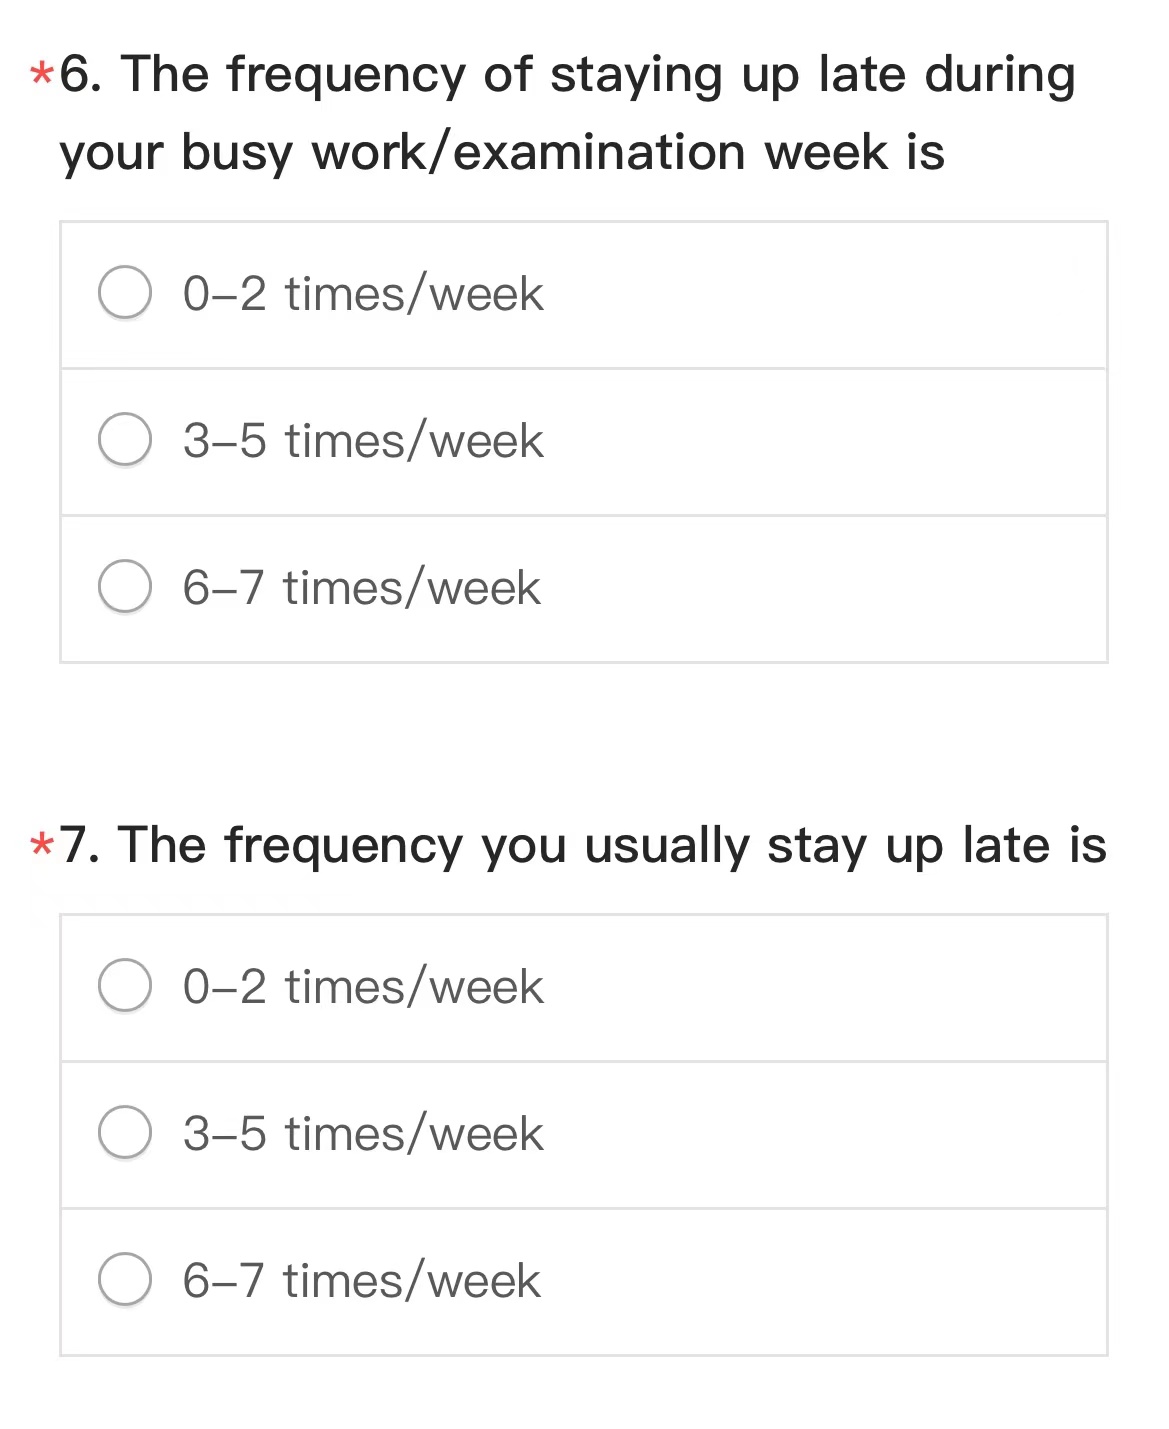 *6. The frequency of staying up late during
your busy work/examination week is
0–2 times/week
3–5 times/week
6–7 times/week
*7. The frequency you usually stay up late is
0–2 times/week
3–5 times/week
6–7 times/week